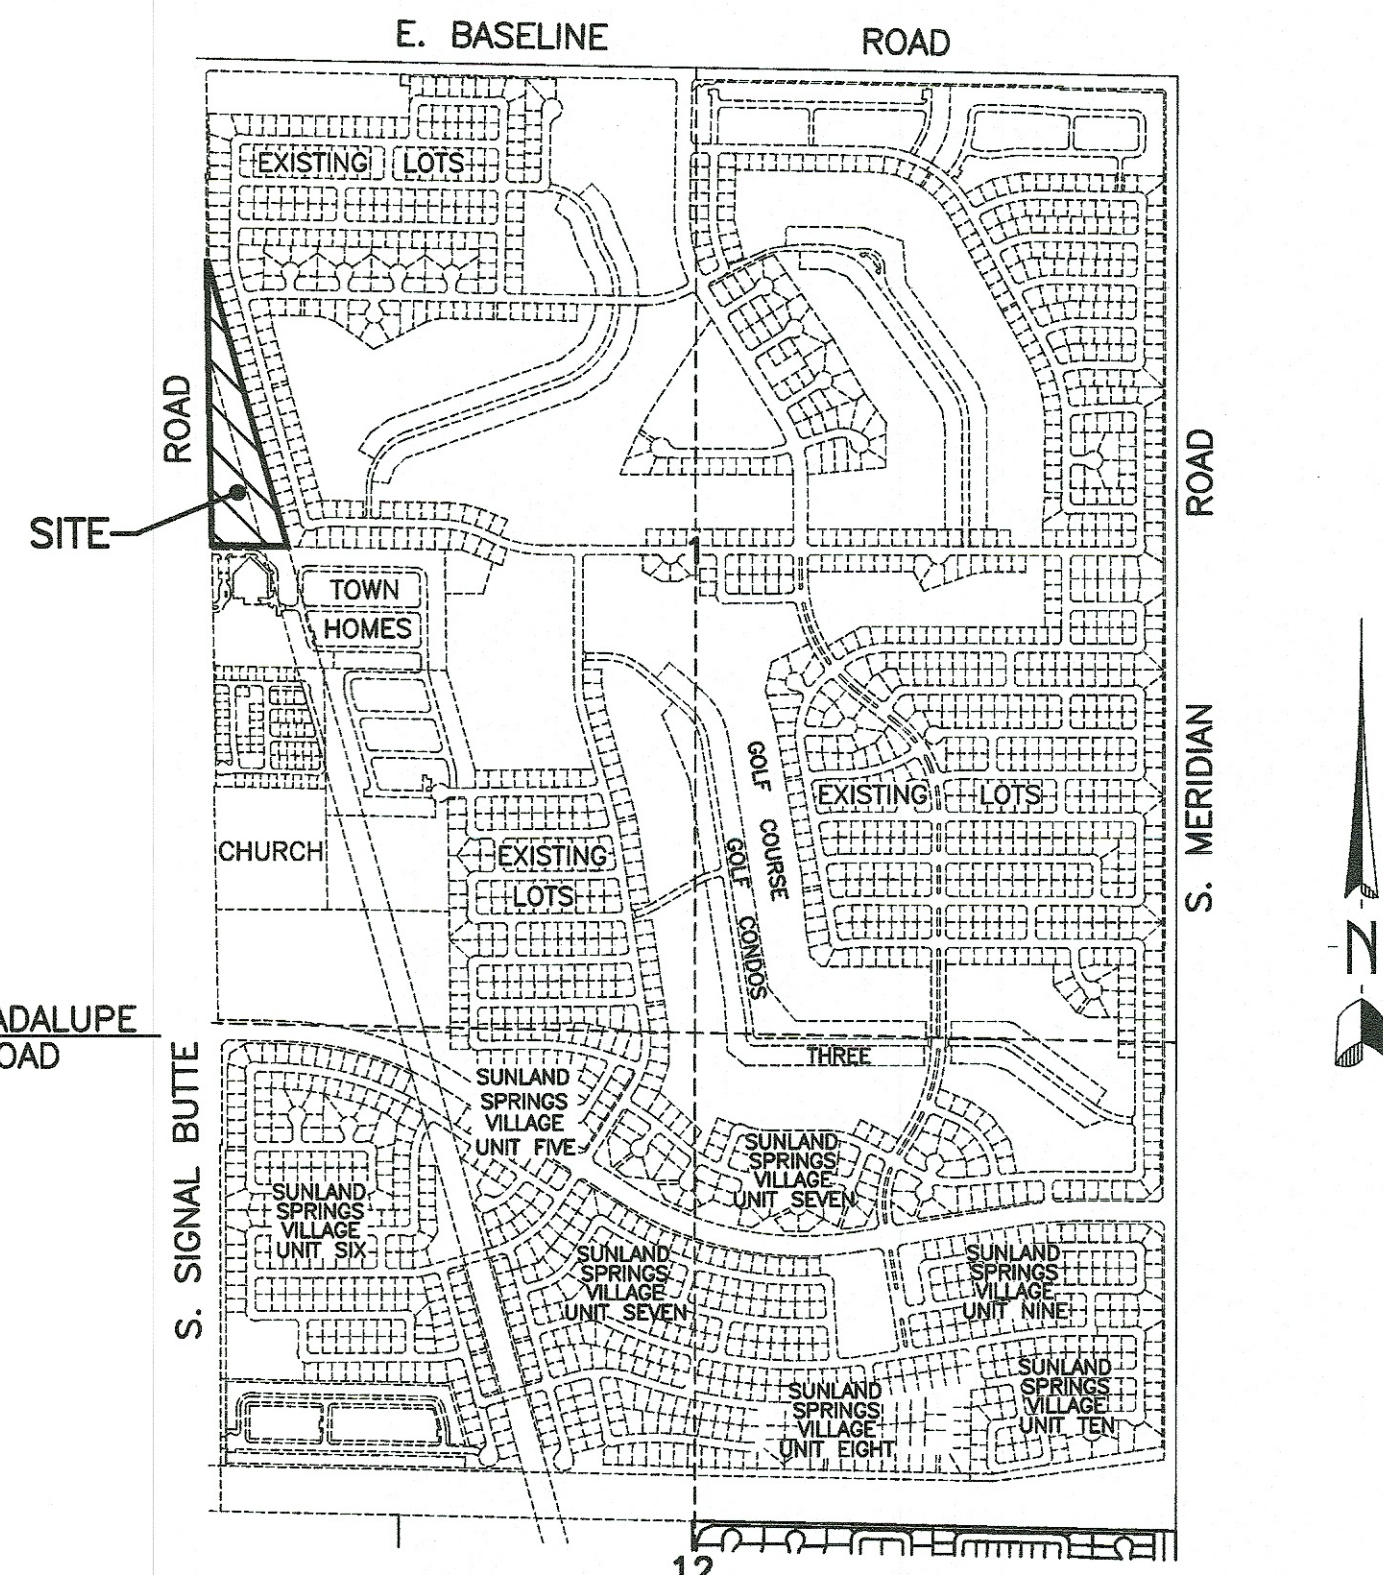 E. BASELINE ROAD
EXISTING LOTS
ROAD
ROAD
SITE
1
TOWN
HOMES
S. MERIDIAN
GOLF COURSE
EXISTING LOTS
GOLF CONDOS
CHURCH
EXISTING
LOTS
N
ADALUPE
OAD
THREE
S. SIGNAL BUTTE
SUNLAND
SPRINGS
VILLAGE
UNIT FIVE
SUNLAND
SPRINGS
VILLAGE
UNIT SEVEN
SUNLAND
SPRINGS
VILLAGE
UNIT SIX
SUNLAND
SPRINGS
VILLAGE
UNIT SEVEN
SUNLAND
SPRINGS
VILLAGE
UNIT NINE
SUNLAND
SPRINGS
VILLAGE
UNIT TEN
SUNLAND
SPRINGS
VILLAGE
UNIT EIGHT
12